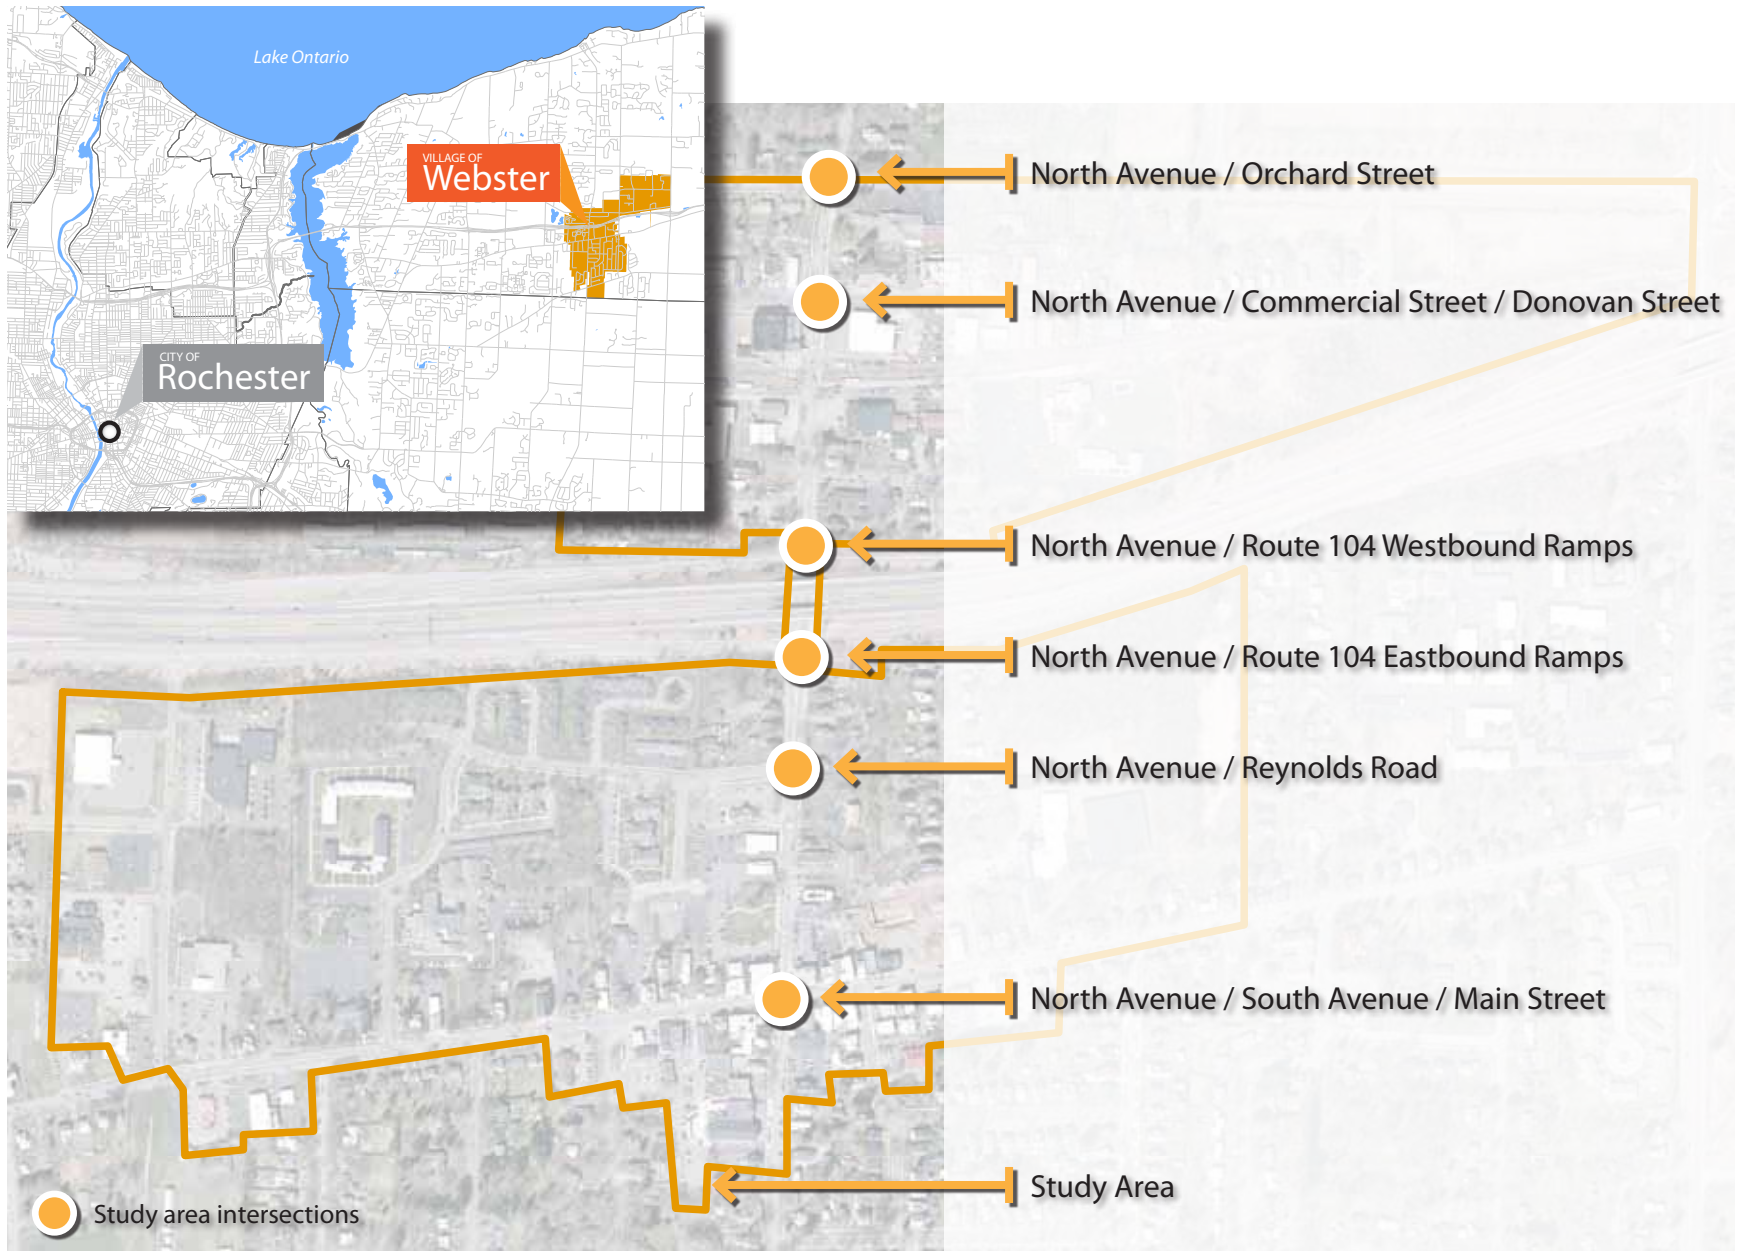 Lake Ontario
VILLAGE OF
Webster
CITY OF
Rochester
North Avenue / Orchard Street
North Avenue / Commercial Street / Donovan Street
North Avenue / Route 104 Westbound Ramps
North Avenue / Route 104 Eastbound Ramps
North Avenue / Reynolds Road
North Avenue / South Avenue / Main Street
Study Area
Study area intersections